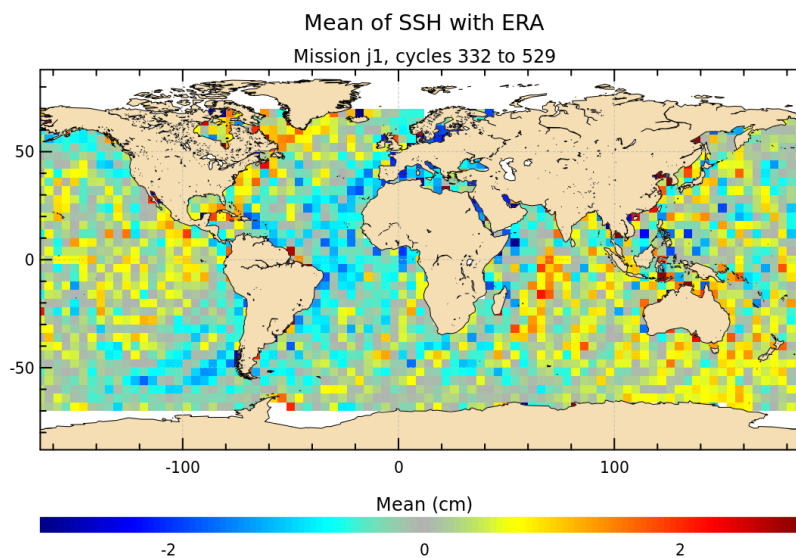 Mean of SSH with ERA
Mission j1, cycles 332 to 529
50
0
-50
-100 0 100
Mean (cm)
-2 0 2